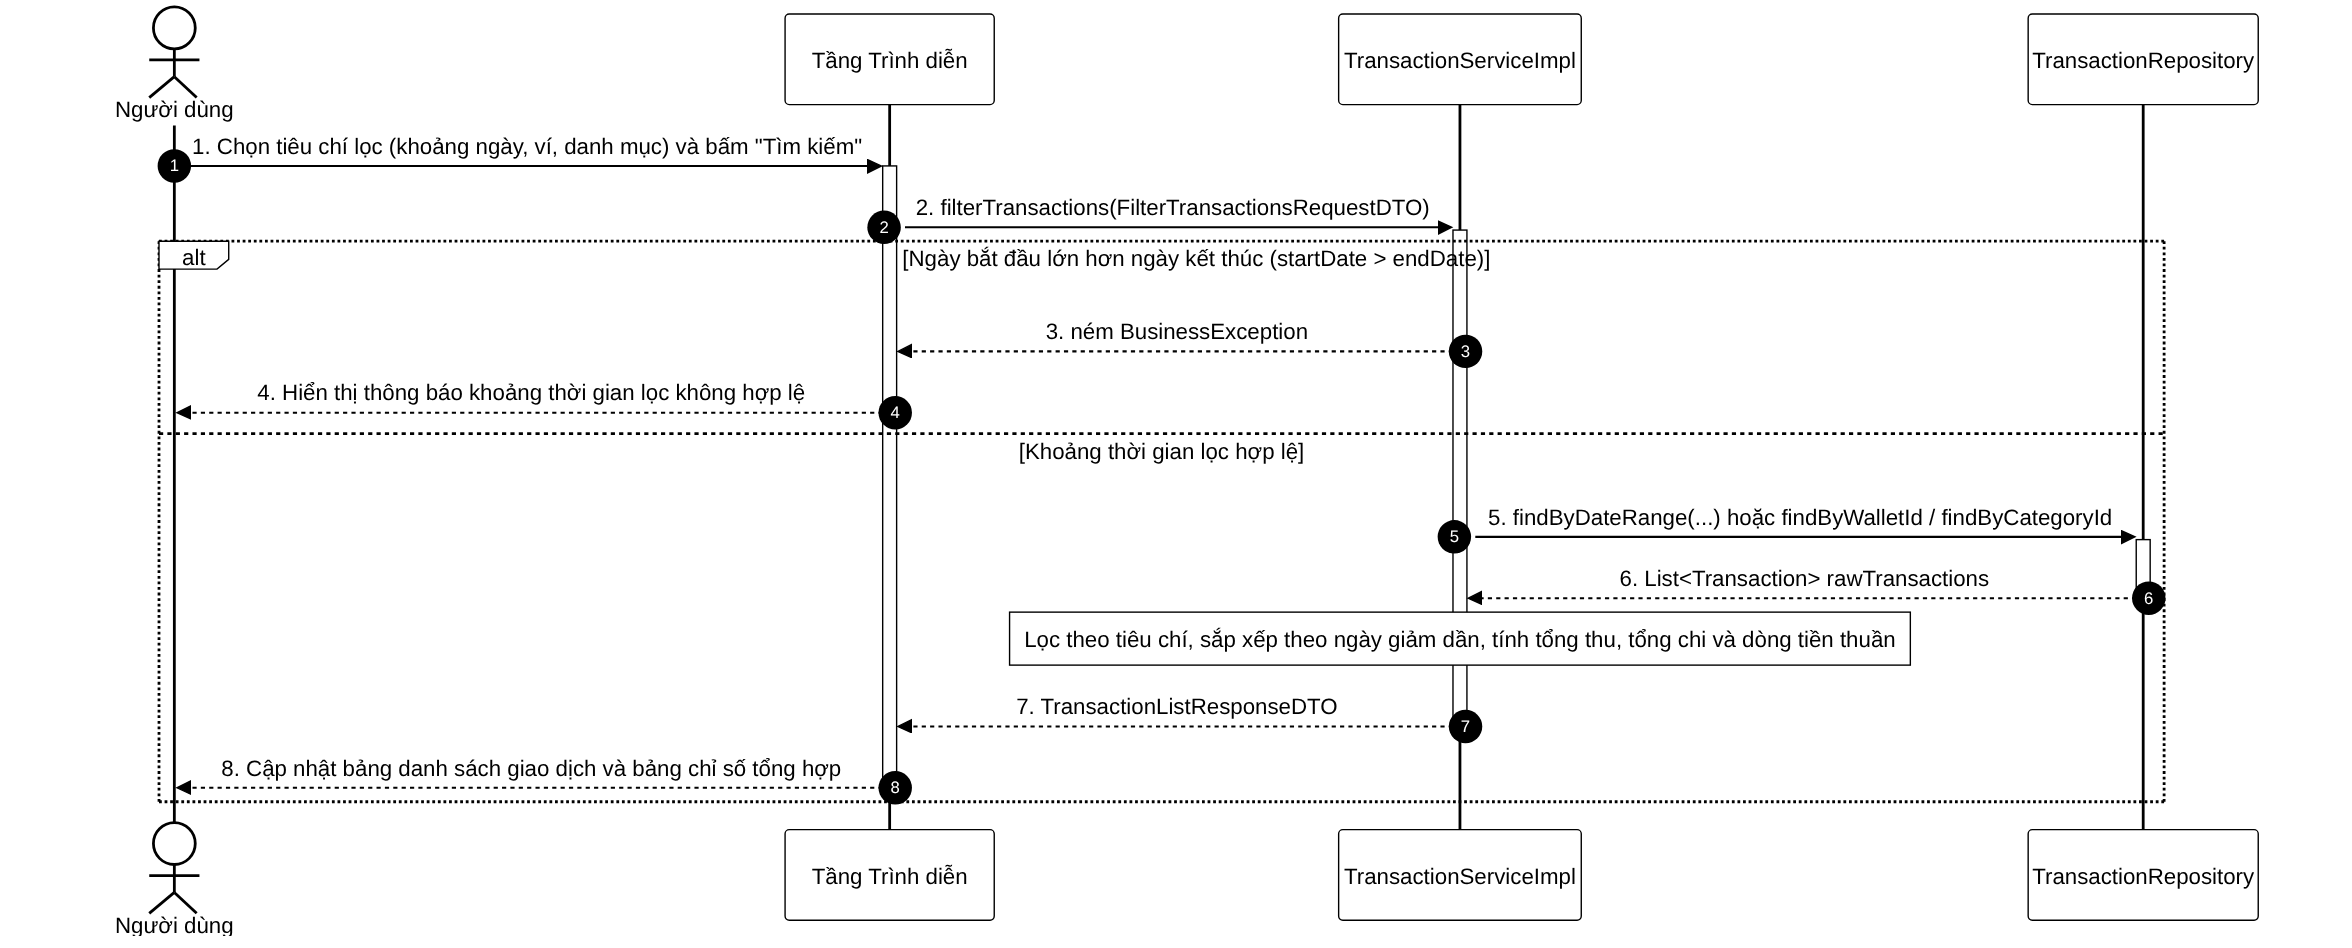 Người dùng
Tầng Trình diễn
TransactionServiceImpl
TransactionRepository
1. Chọn tiêu chí lọc (khoảng ngày, ví, danh mục) và bấm "Tìm kiếm"
1
2. filterTransactions(FilterTransactionsRequestDTO)
2
alt
[Ngày bắt đầu lớn hơn ngày kết thúc (startDate > endDate)]
3. ném BusinessException
3
4. Hiển thị thông báo khoảng thời gian lọc không hợp lệ
4
[Khoảng thời gian lọc hợp lệ]
5. findByDateRange(...) hoặc findByWalletId / findByCategoryId
5
6. List<Transaction> rawTransactions
6
Lọc theo tiêu chí, sắp xếp theo ngày giảm dần, tính tổng thu, tổng chi và dòng tiền thuần
7. TransactionListResponseDTO
7
8. Cập nhật bảng danh sách giao dịch và bảng chỉ số tổng hợp
8
Người dùng
Tầng Trình diễn
TransactionServiceImpl
TransactionRepository